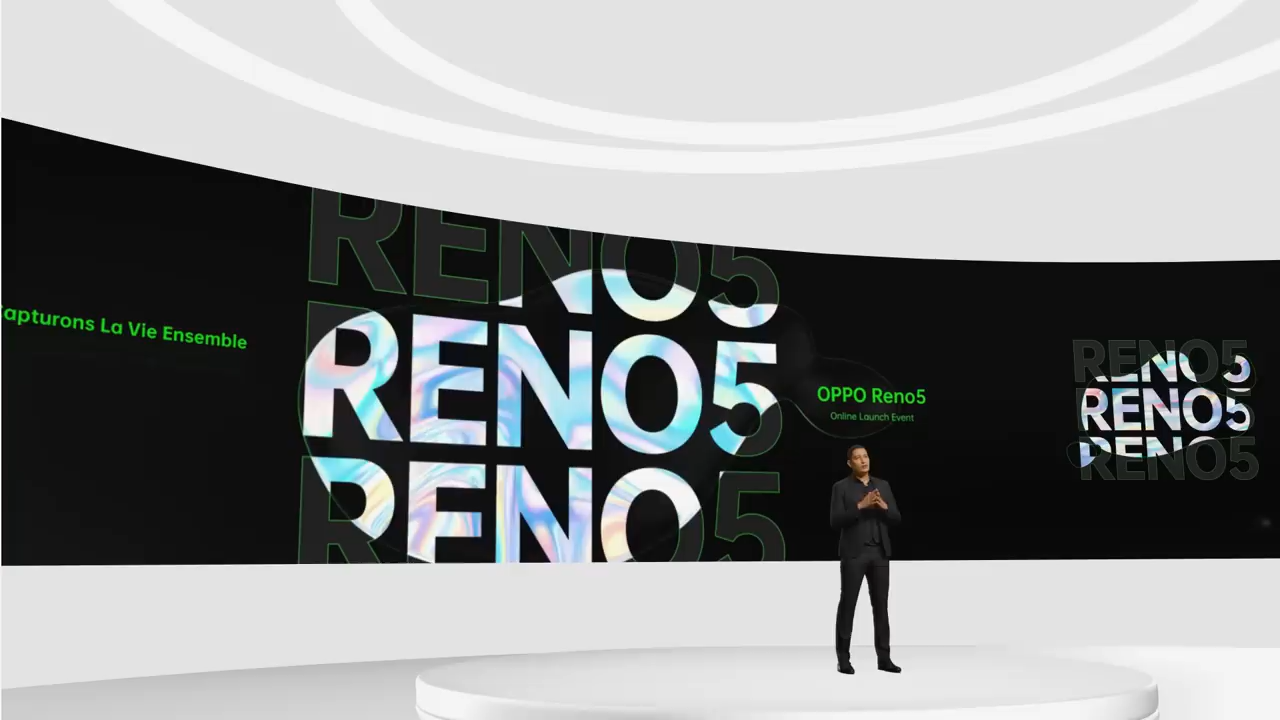 apturons La Vie Ensemble
RENO5
RENO5
RENO5
OPPO Reno5
Online Launch Event
RENO5
RENO5
RENO5